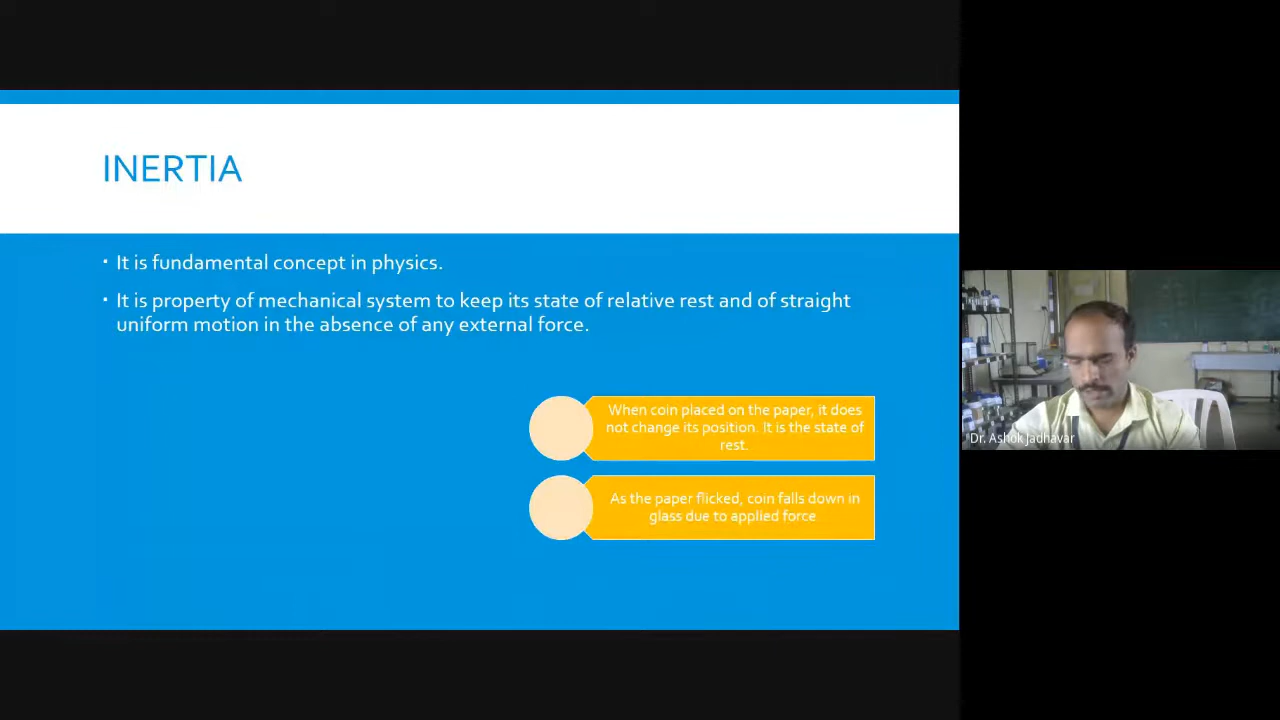 INERTIA
▪ It is fundamental concept in physics.
▪ It is property of mechanical system to keep its state of relative rest and of straight
uniform motion in the absence of any external force.
When coin placed on the paper, it does
not change its position. It is the state of
rest.
As the paper flicked, coin falls down in
glass due to applied force
Dr. Ashok Jadhavar